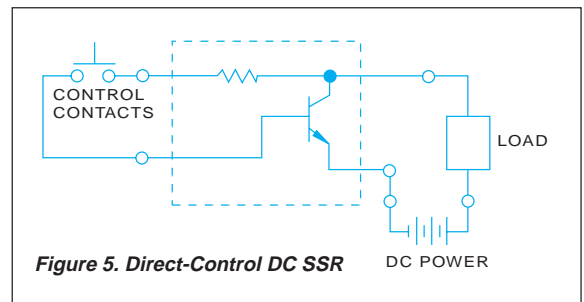 CONTROL
CONTACTS
LOAD
DC POWER
Figure 5. Direct-Control DC SSR